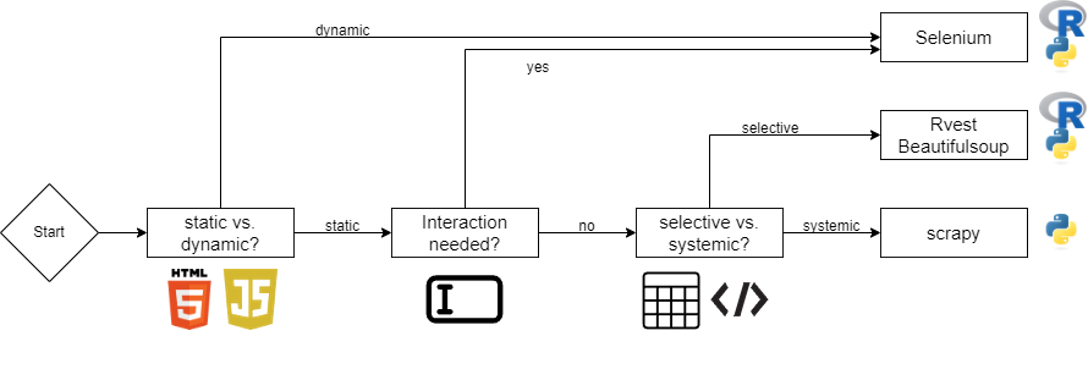 dynamic
Selenium
R
yes
selective
Rvest
Beautifulsoup
R
Start
static vs.
dynamic?
static
Interaction
needed?
no
selective vs.
systemic?
systemic
scrapy
HTML
5
JS
I
</>